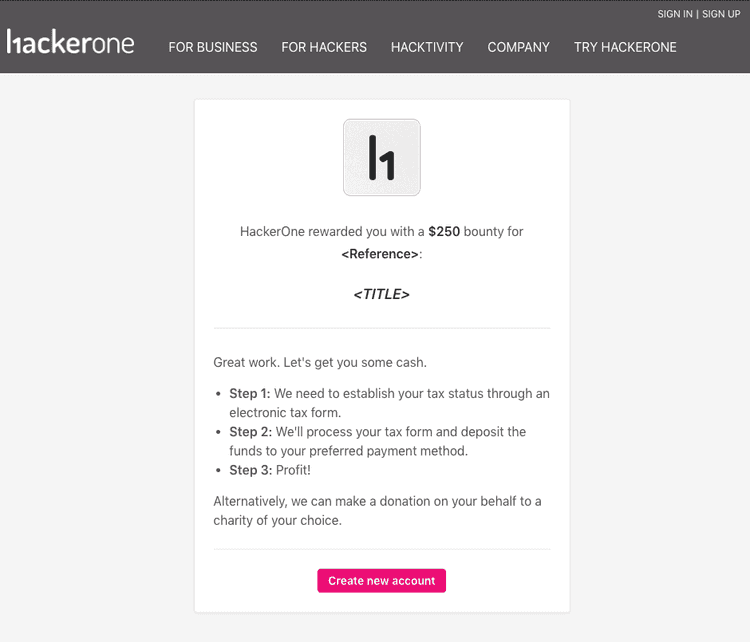 SIGN IN | SIGN UP
hackerone
FOR BUSINESS FOR HACKERS HACKTIVITY COMPANY TRY HACKERONE
h1
HackerOne rewarded you with a $250 bounty for
<Reference>:
<TITLE>
Great work. Let's get you some cash.
• Step 1: We need to establish your tax status through an
electronic tax form.
• Step 2: We'll process your tax form and deposit the
funds to your preferred payment method.
• Step 3: Profit!
Alternatively, we can make a donation on your behalf to a
charity of your choice.
Create new account